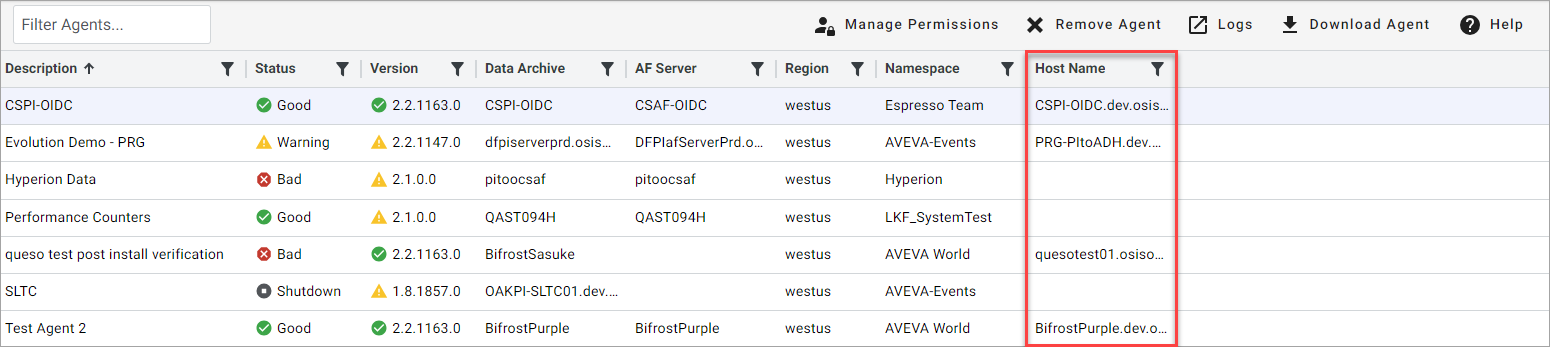 Filter Agents... Manage Permissions Remove Agent Logs Download Agent Help
Description Status Version Data Archive AF Server Region Namespace Host Name
CSPI-OIDC Good 2.2.1163.0 CSPI-OIDC CSAF-OIDC westus Espresso Team CSPI-OIDC.dev.osis...
Evolution Demo - PRG Warning 2.2.1147.0 dfpiserverprd.osis... DFPIafServerPrd.o... westus AVEVA-Events PRG-PItoADH.dev....
Hyperion Data Bad 2.1.0.0 pitoocsaf pitoocsaf westus Hyperion
Performance Counters Good 2.1.0.0 QAST094H QAST094H westus LKF_SystemTest
queso test post install verification Bad 2.2.1163.0 BifrostSasuke westus AVEVA World quesotest01.osiso...
SLTC Shutdown 1.8.1857.0 OAKPI-SLTC01.dev.... westus AVEVA-Events
Test Agent 2 Good 2.2.1163.0 BifrostPurple BifrostPurple westus AVEVA World BifrostPurple.dev.o...